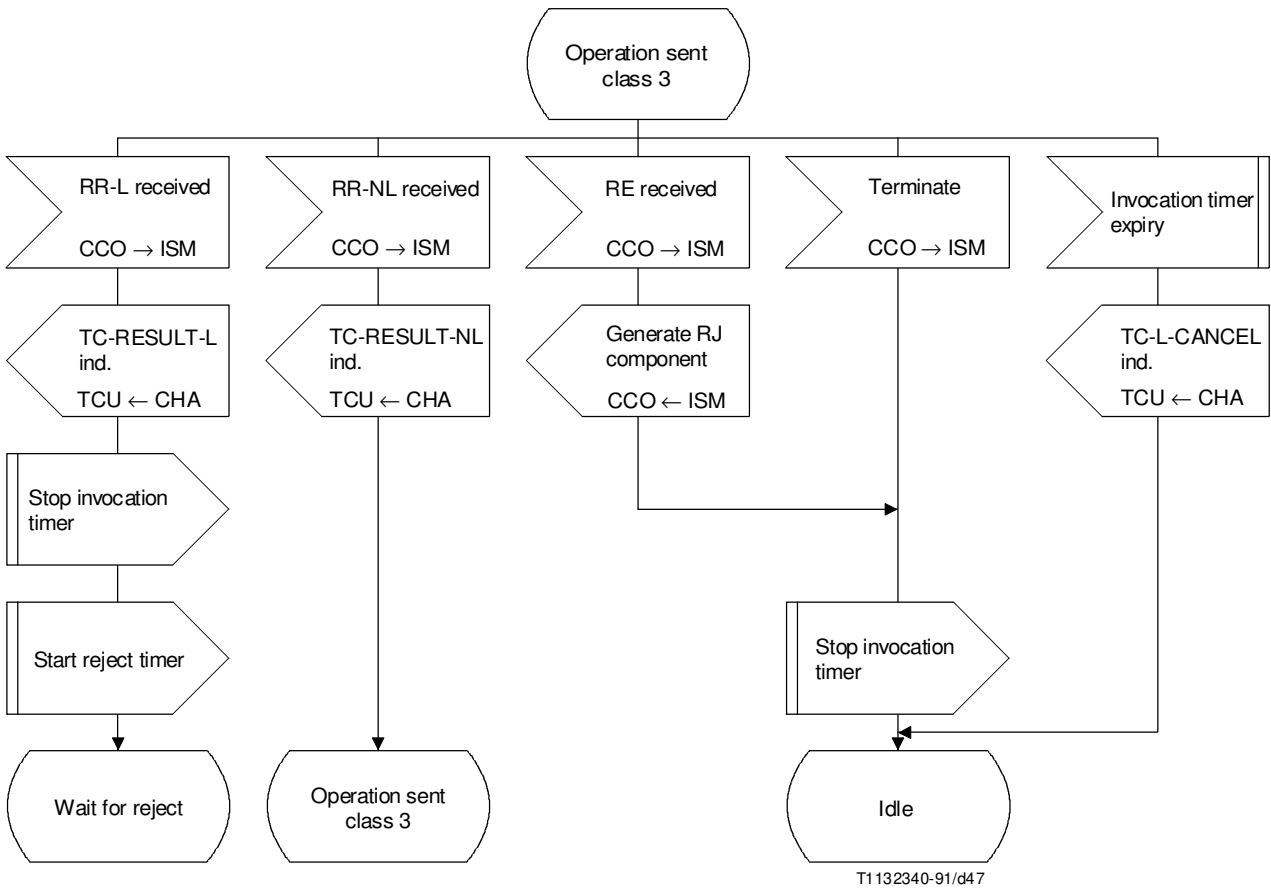 Operation sent
class 3
RR-L received
CCO → ISM
RR-NL received
CCO → ISM
RE received
CCO → ISM
Terminate
CCO → ISM
Invocation timer
expiry
TC-RESULT-L
ind.
TCU ← CHA
TC-RESULT-NL
ind.
TCU ← CHA
Generate RJ
component
CCO ← ISM
TC-L-CANCEL
ind.
TCU ← CHA
Stop invocation
timer
Start reject timer
Stop invocation
timer
Wait for reject
Operation sent
class 3
Idle
T1132340-91/d47